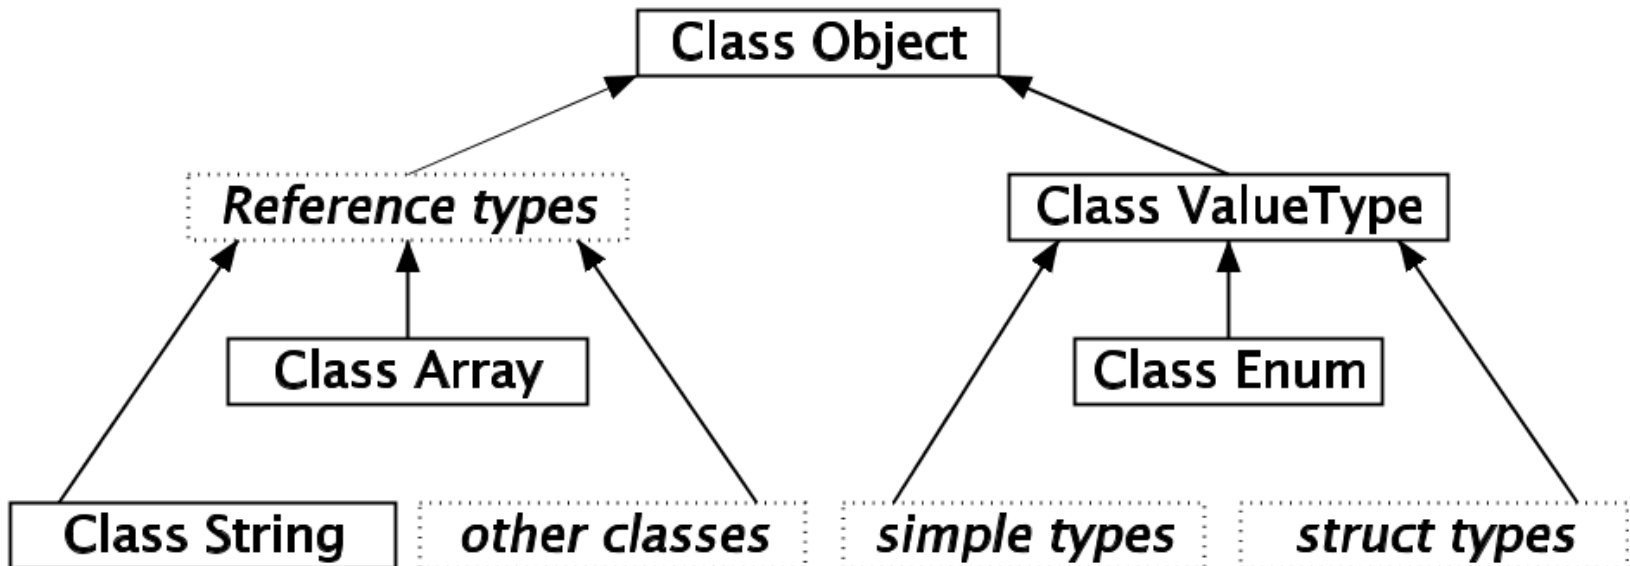 Class Object
Reference types
Class ValueType
Class Array
Class Enum
Class String
other classes
simple types
struct types